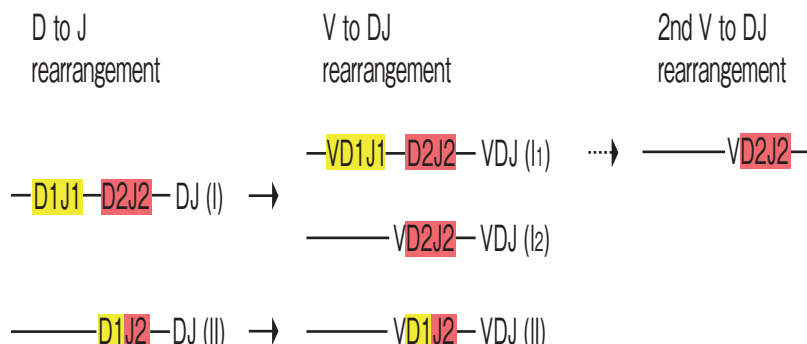 D to J
rearrangement
V to DJ
rearrangement
2nd V to DJ
rearrangement
VD1J1 D2J2 VDJ (I1)
VD2J2
D1J1 D2J2 DJ (I)
VD2J2 VDJ (I2)
D1J2 DJ (II)
VD1J2 VDJ (II)